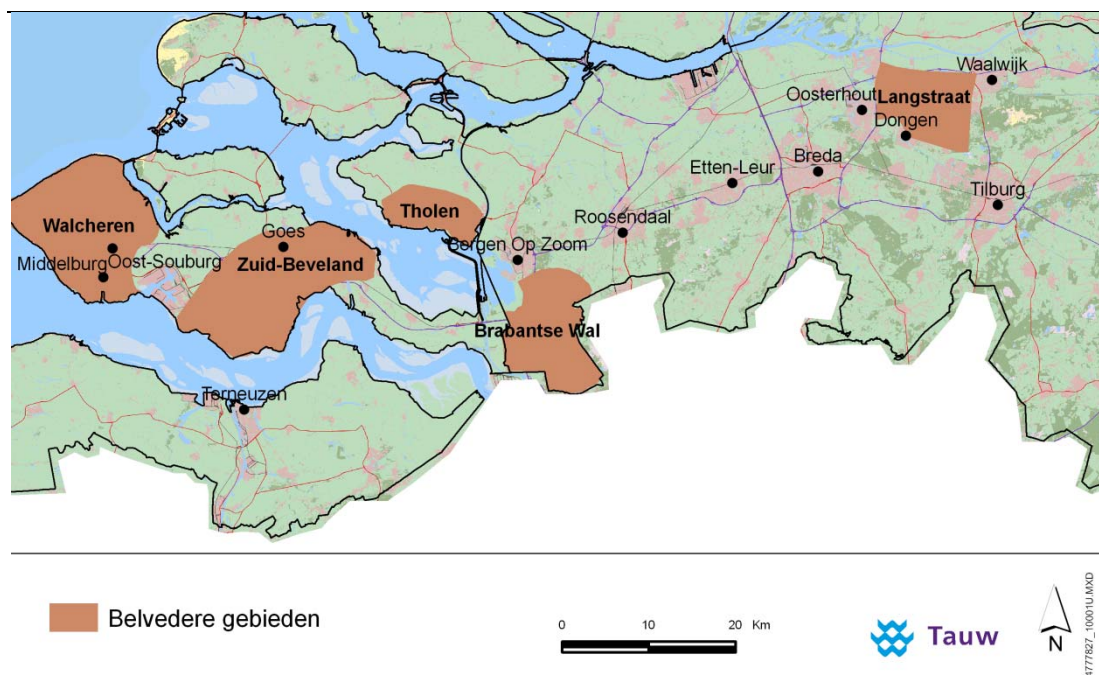 Waalwijk
Oosterhout
Langstraat
Dongen
Breda
Etten-Leur
Tilburg
Tholen
Roosendaal
Walcheren
Goes
Bergen Op Zoom
Middelburg
Oost-Souburg
Zuid-Beveland
Brabantse Wal
Terneuzen
Belvedere gebieden
0 10 20 Km
Tauw
N
4777827_10001U.MXD